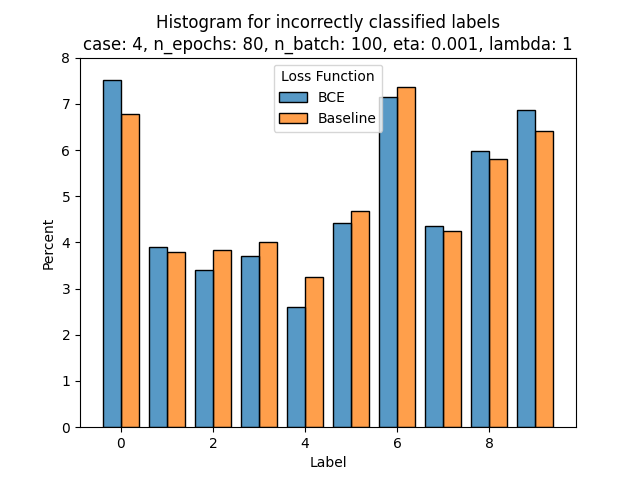 Histogram for incorrectly classified labels
case: 4, n_epochs: 80, n_batch: 100, eta: 0.001, lambda: 1
8
7
6
5
4
3
2
1
0
Percent
Loss Function
BCE
Baseline
0 2 4 6 8
Label